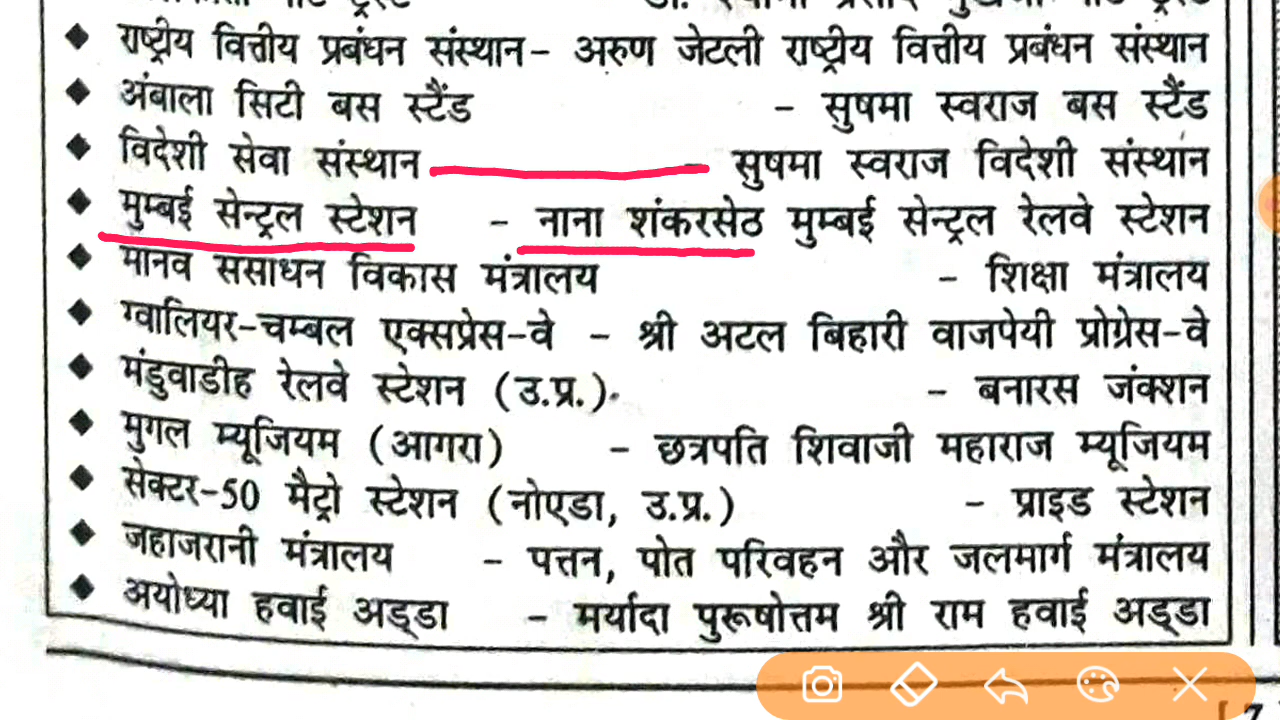 ◆ राष्ट्रीय वित्तीय प्रबंधन संस्थान– अरुण जेटली राष्ट्रीय वित्तीय प्रबंधन संस्थान
◆ अंबाला सिटी बस स्टैंड – सुषमा स्वराज बस स्टैंड
◆ विदेशी सेवा संस्थान – सुषमा स्वराज विदेशी संस्थान
◆ मुम्बई सेन्ट्रल स्टेशन – नाना शंकरसेठ मुम्बई सेन्ट्रल रेलवे स्टेशन
◆ मानव संसाधन विकास मंत्रालय – शिक्षा मंत्रालय
◆ ग्वालियर–चम्बल एक्सप्रेस–वे – श्री अटल बिहारी वाजपेयी प्रोग्रेस–वे
◆ मंडुवाडीह रेलवे स्टेशन (उ.प्र.) – बनारस जंक्शन
◆ मुगल म्यूजियम (आगरा) – छत्रपति शिवाजी महाराज म्यूजियम
◆ सेक्टर–50 मैट्रो स्टेशन (नोएडा, उ.प्र.) – प्राइड स्टेशन
◆ जहाजरानी मंत्रालय – पत्तन, पोत परिवहन और जलमार्ग मंत्रालय
◆ अयोध्या हवाई अड्डा – मर्यादा पुरूषोत्तम श्री राम हवाई अड्डा